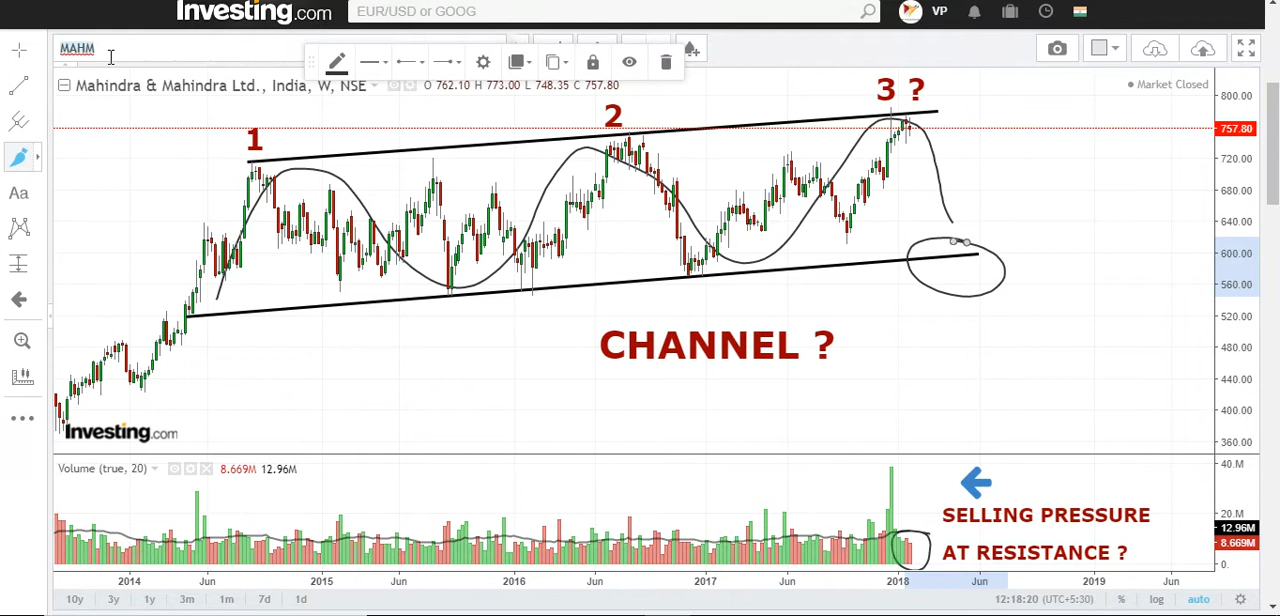 Investing.com
EUR/USD or GOOG
VP
MAHM
Mahindra & Mahindra Ltd., India, W, NSE
O 762.10 H 773.00 L 748.35 C 757.80
Market Closed
1
2
3 ?
800.00
757.80
720.00
680.00
640.00
600.00
560.00
520.00
480.00
440.00
400.00
360.00
CHANNEL ?
Aa
Investing.com
Volume (true, 20) 8.669M 12.96M
40.M
20.M
12.96M
8.669M
0.
SELLING PRESSURE
AT RESISTANCE ?
2014 Jun 2015 Jun 2016 Jun 2017 Jun 2018 Jun 2019 Jun
10y 3y 1y 3m 1m 7d 1d
12:18:20 (UTC+5:30) % log auto